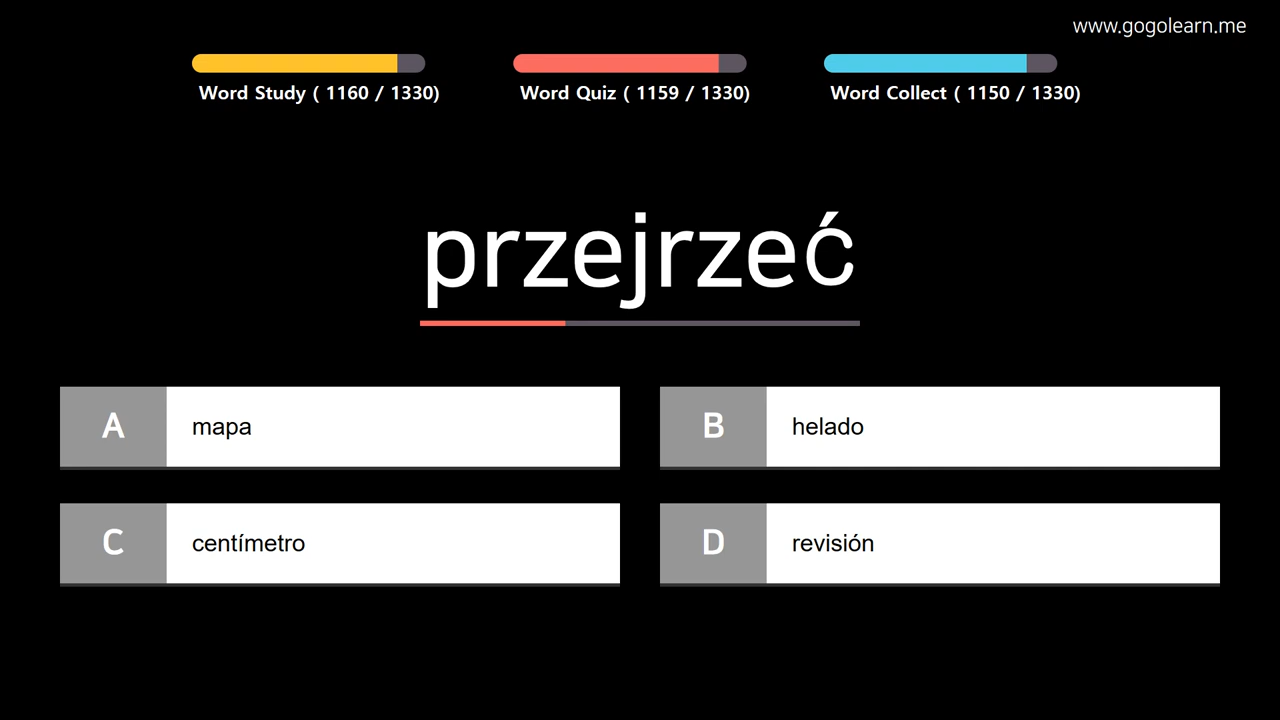 www.gogolearn.me
Word Study ( 1160 / 1330)
Word Quiz ( 1159 / 1330)
Word Collect ( 1150 / 1330)
przejrzeć
A mapa
B helado
C centímetro
D revisión